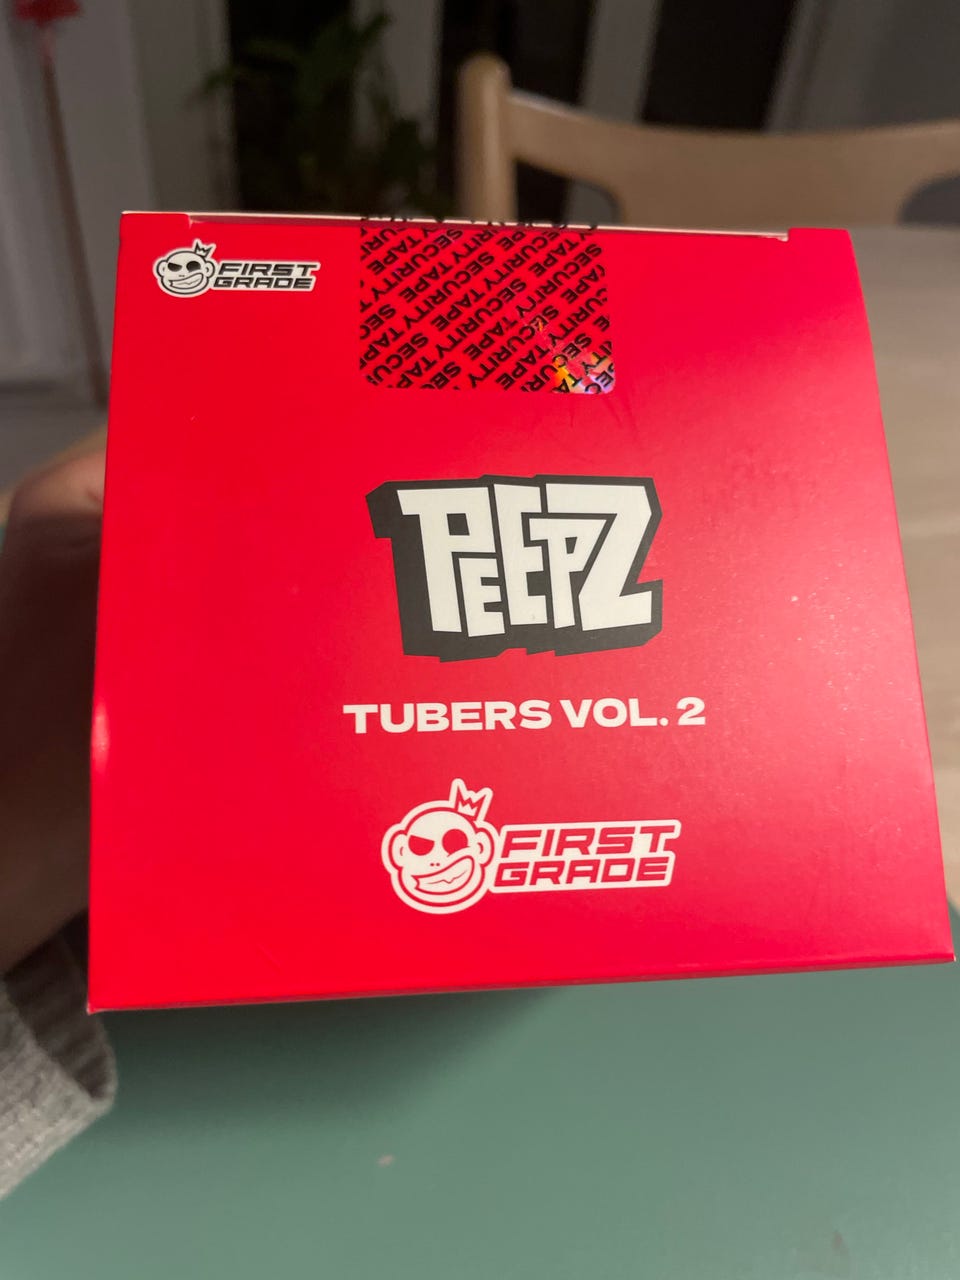 FIRST
GRADE
SECURITY TAPE
PEEPZ
TUBERS VOL. 2
FIRST
GRADE